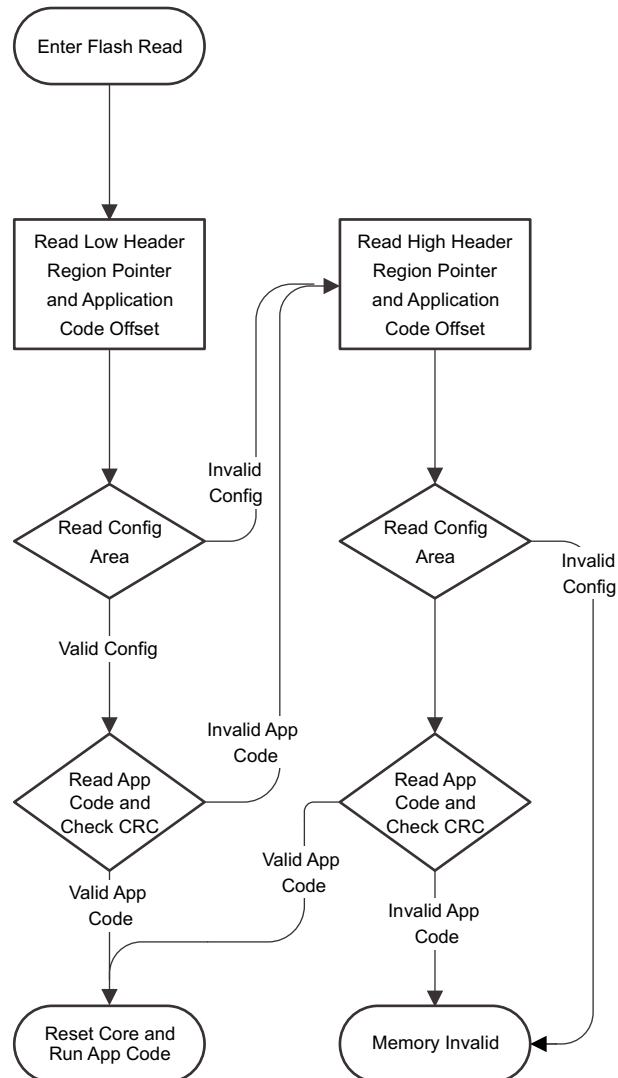 Enter Flash Read
Read Low Header
Region Pointer
and Application
Code Offset
Read High Header
Region Pointer
and Application
Code Offset
Invalid
Config
Read Config
Area
Read Config
Area
Invalid
Config
Valid Config
Invalid App
Code
Read App
Code and
Check CRC
Read App
Code and
Check CRC
Valid App
Code
Valid App
Code
Invalid App
Code
Reset Core and
Run App Code
Memory Invalid